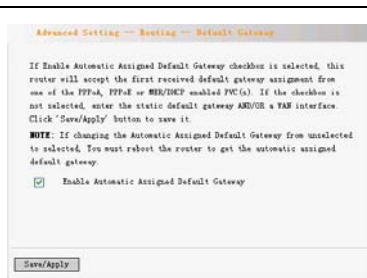 Advanced Setting -- Routing -- Default Gateway
If Enable Automatic Assigned Default Gateway checkbox is selected, this
router will accept the first received default gateway assignment from
one of the PPPoA, PPPoE or MER/DHCP enabled PVC(s). If the checkbox is
not selected, enter the static default gateway AND/OR a WAN interface.
Click 'Save/Apply' button to save it.
NOTE: If changing the Automatic Assigned Default Gateway from unselected
to selected, You must reboot the router to get the automatic assigned
default gateway.
Enable Automatic Assigned Default Gateway
Save/Apply